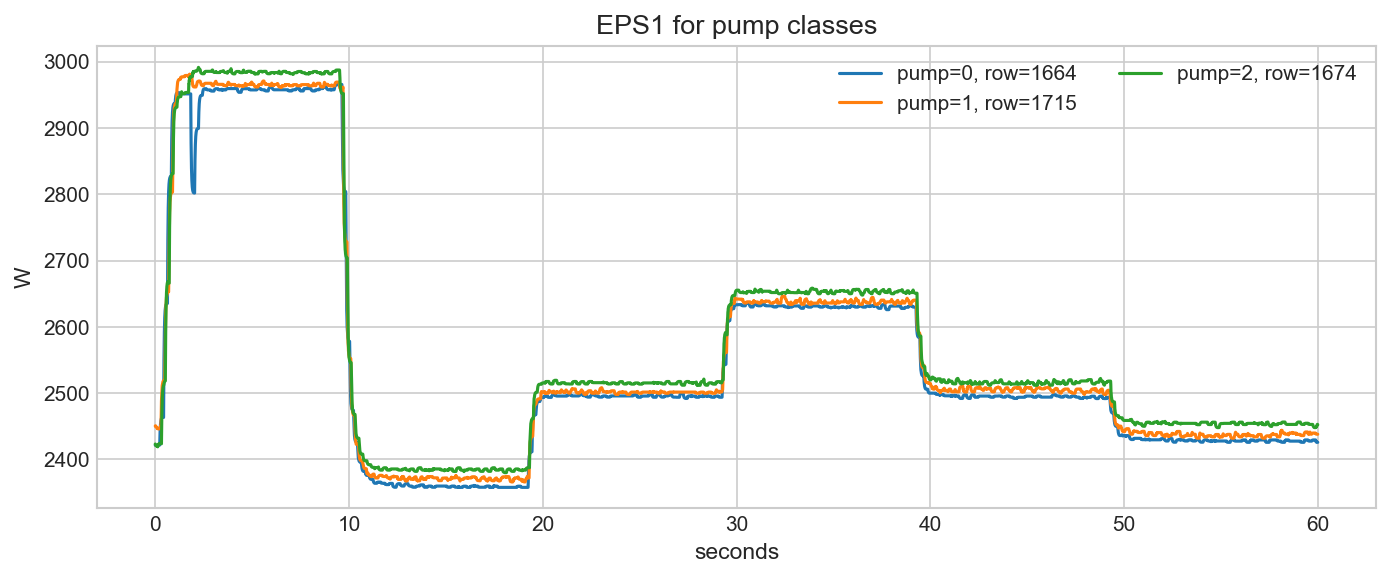 EPS1 for pump classes
pump=0, row=1664
pump=1, row=1715
pump=2, row=1674
W
3000
2900
2800
2700
2600
2500
2400
0 10 20 30 40 50 60
seconds